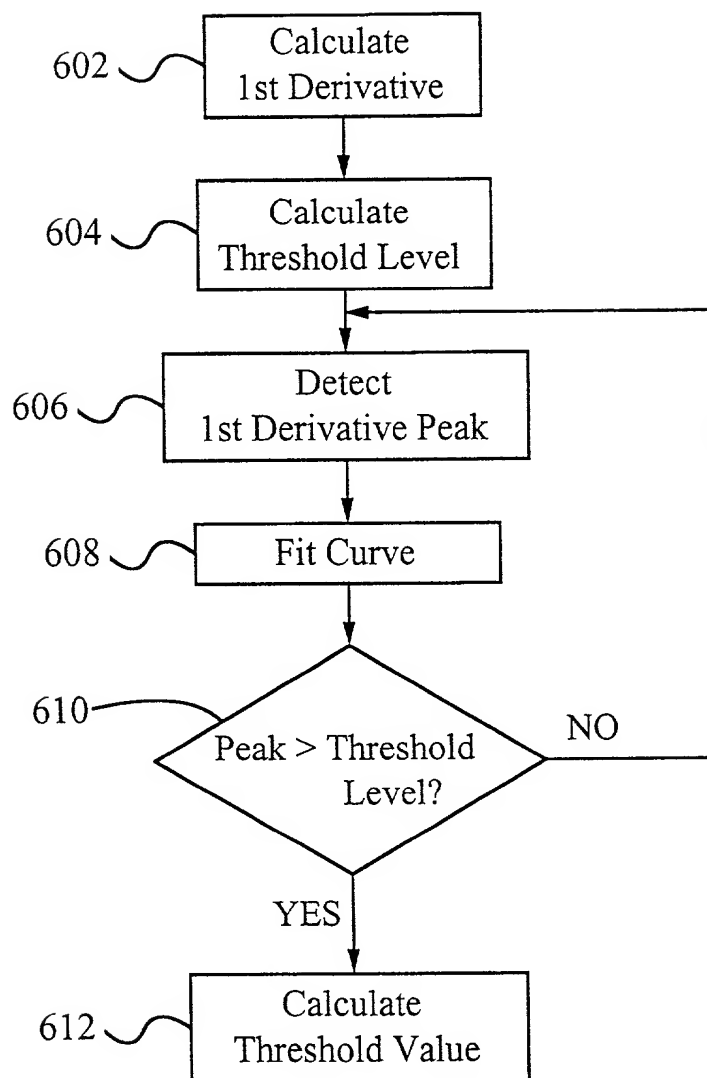 602
Calculate
1st Derivative
604
Calculate
Threshold Level
606
Detect
1st Derivative Peak
608
Fit Curve
610
Peak > Threshold
Level?
NO
YES
612
Calculate
Threshold Value